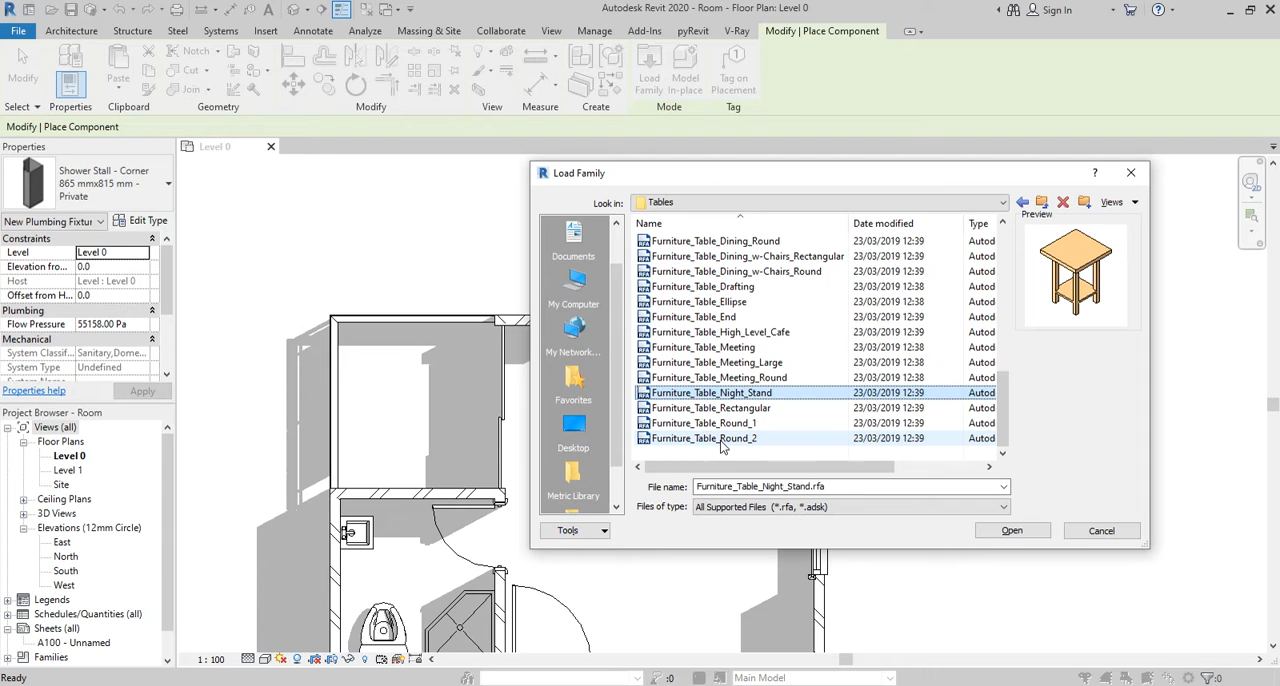 Autodesk Revit 2020 - Room - Floor Plan: Level 0
Sign In
File Architecture Structure Steel Systems Insert Annotate Analyze Massing & Site Collaborate View Manage Add-Ins pyRevit V-Ray Modify | Place Component
Modify
Paste
Notch
Cut
Join
Load Family
Model In-place
Tag on Placement
Select Properties Clipboard Geometry Modify View Measure Create Mode Tag
Modify | Place Component
Properties
Level 0
Shower Stall - Corner
865 mmx815 mm -
Private
New Plumbing Fixtur
Edit Type
Constraints
Level Level 0
Elevation fro... 0.0
Host Level : Level 0
Offset from H... 0.0
Plumbing
Flow Pressure 55158.00 Pa
Mechanical
System Classif... Sanitary,Dome...
System Type Undefined
Properties help
Apply
Project Browser - Room
Views (all)
Floor Plans
Level 0
Level 1
Site
Ceiling Plans
3D Views
Elevations (12mm Circle)
East
North
South
West
Legends
Schedules/Quantities (all)
Sheets (all)
A100 - Unnamed
Families
Load Family
Look in: Tables
Views
Name Date modified Type
Furniture_Table_Dining_Round 23/03/2019 12:39 Autod
Furniture_Table_Dining_w-Chairs_Rectangular 23/03/2019 12:39 Autod
Furniture_Table_Dining_w-Chairs_Round 23/03/2019 12:39 Autod
Furniture_Table_Drafting 23/03/2019 12:38 Autod
Furniture_Table_Ellipse 23/03/2019 12:38 Autod
Furniture_Table_End 23/03/2019 12:39 Autod
Furniture_Table_High_Level_Cafe 23/03/2019 12:39 Autod
Furniture_Table_Meeting 23/03/2019 12:38 Autod
Furniture_Table_Meeting_Large 23/03/2019 12:38 Autod
Furniture_Table_Meeting_Round 23/03/2019 12:38 Autod
Furniture_Table_Night_Stand 23/03/2019 12:39 Autod
Furniture_Table_Rectangular 23/03/2019 12:39 Autod
Furniture_Table_Round_1 23/03/2019 12:39 Autod
Furniture_Table_Round_2 23/03/2019 12:39 Autod
Preview
Documents
My Computer
My Network...
Favorites
Desktop
Metric Library
File name: Furniture_Table_Night_Stand.rfa
Files of type: All Supported Files (*.rfa, *.adsk)
Tools
Open
Cancel
1 : 100
Ready
:0
Main Model
:0